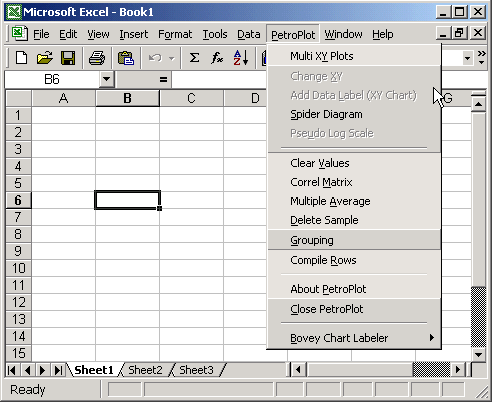 Microsoft Excel - Book1
File Edit View Insert Format Tools Data PetroPlot Window Help
B6 =
A B C D G
1
2
3
4
5
6
7
8
9
10
11
12
13
14
15
Multi XY Plots
Change XY
Add Data Label (XY Chart)
Spider Diagram
Pseudo Log Scale
Clear Values
Correl Matrix
Multiple Average
Delete Sample
Grouping
Compile Rows
About PetroPlot
Close PetroPlot
Bovey Chart Labeler
Sheet1 Sheet2 Sheet3
Ready